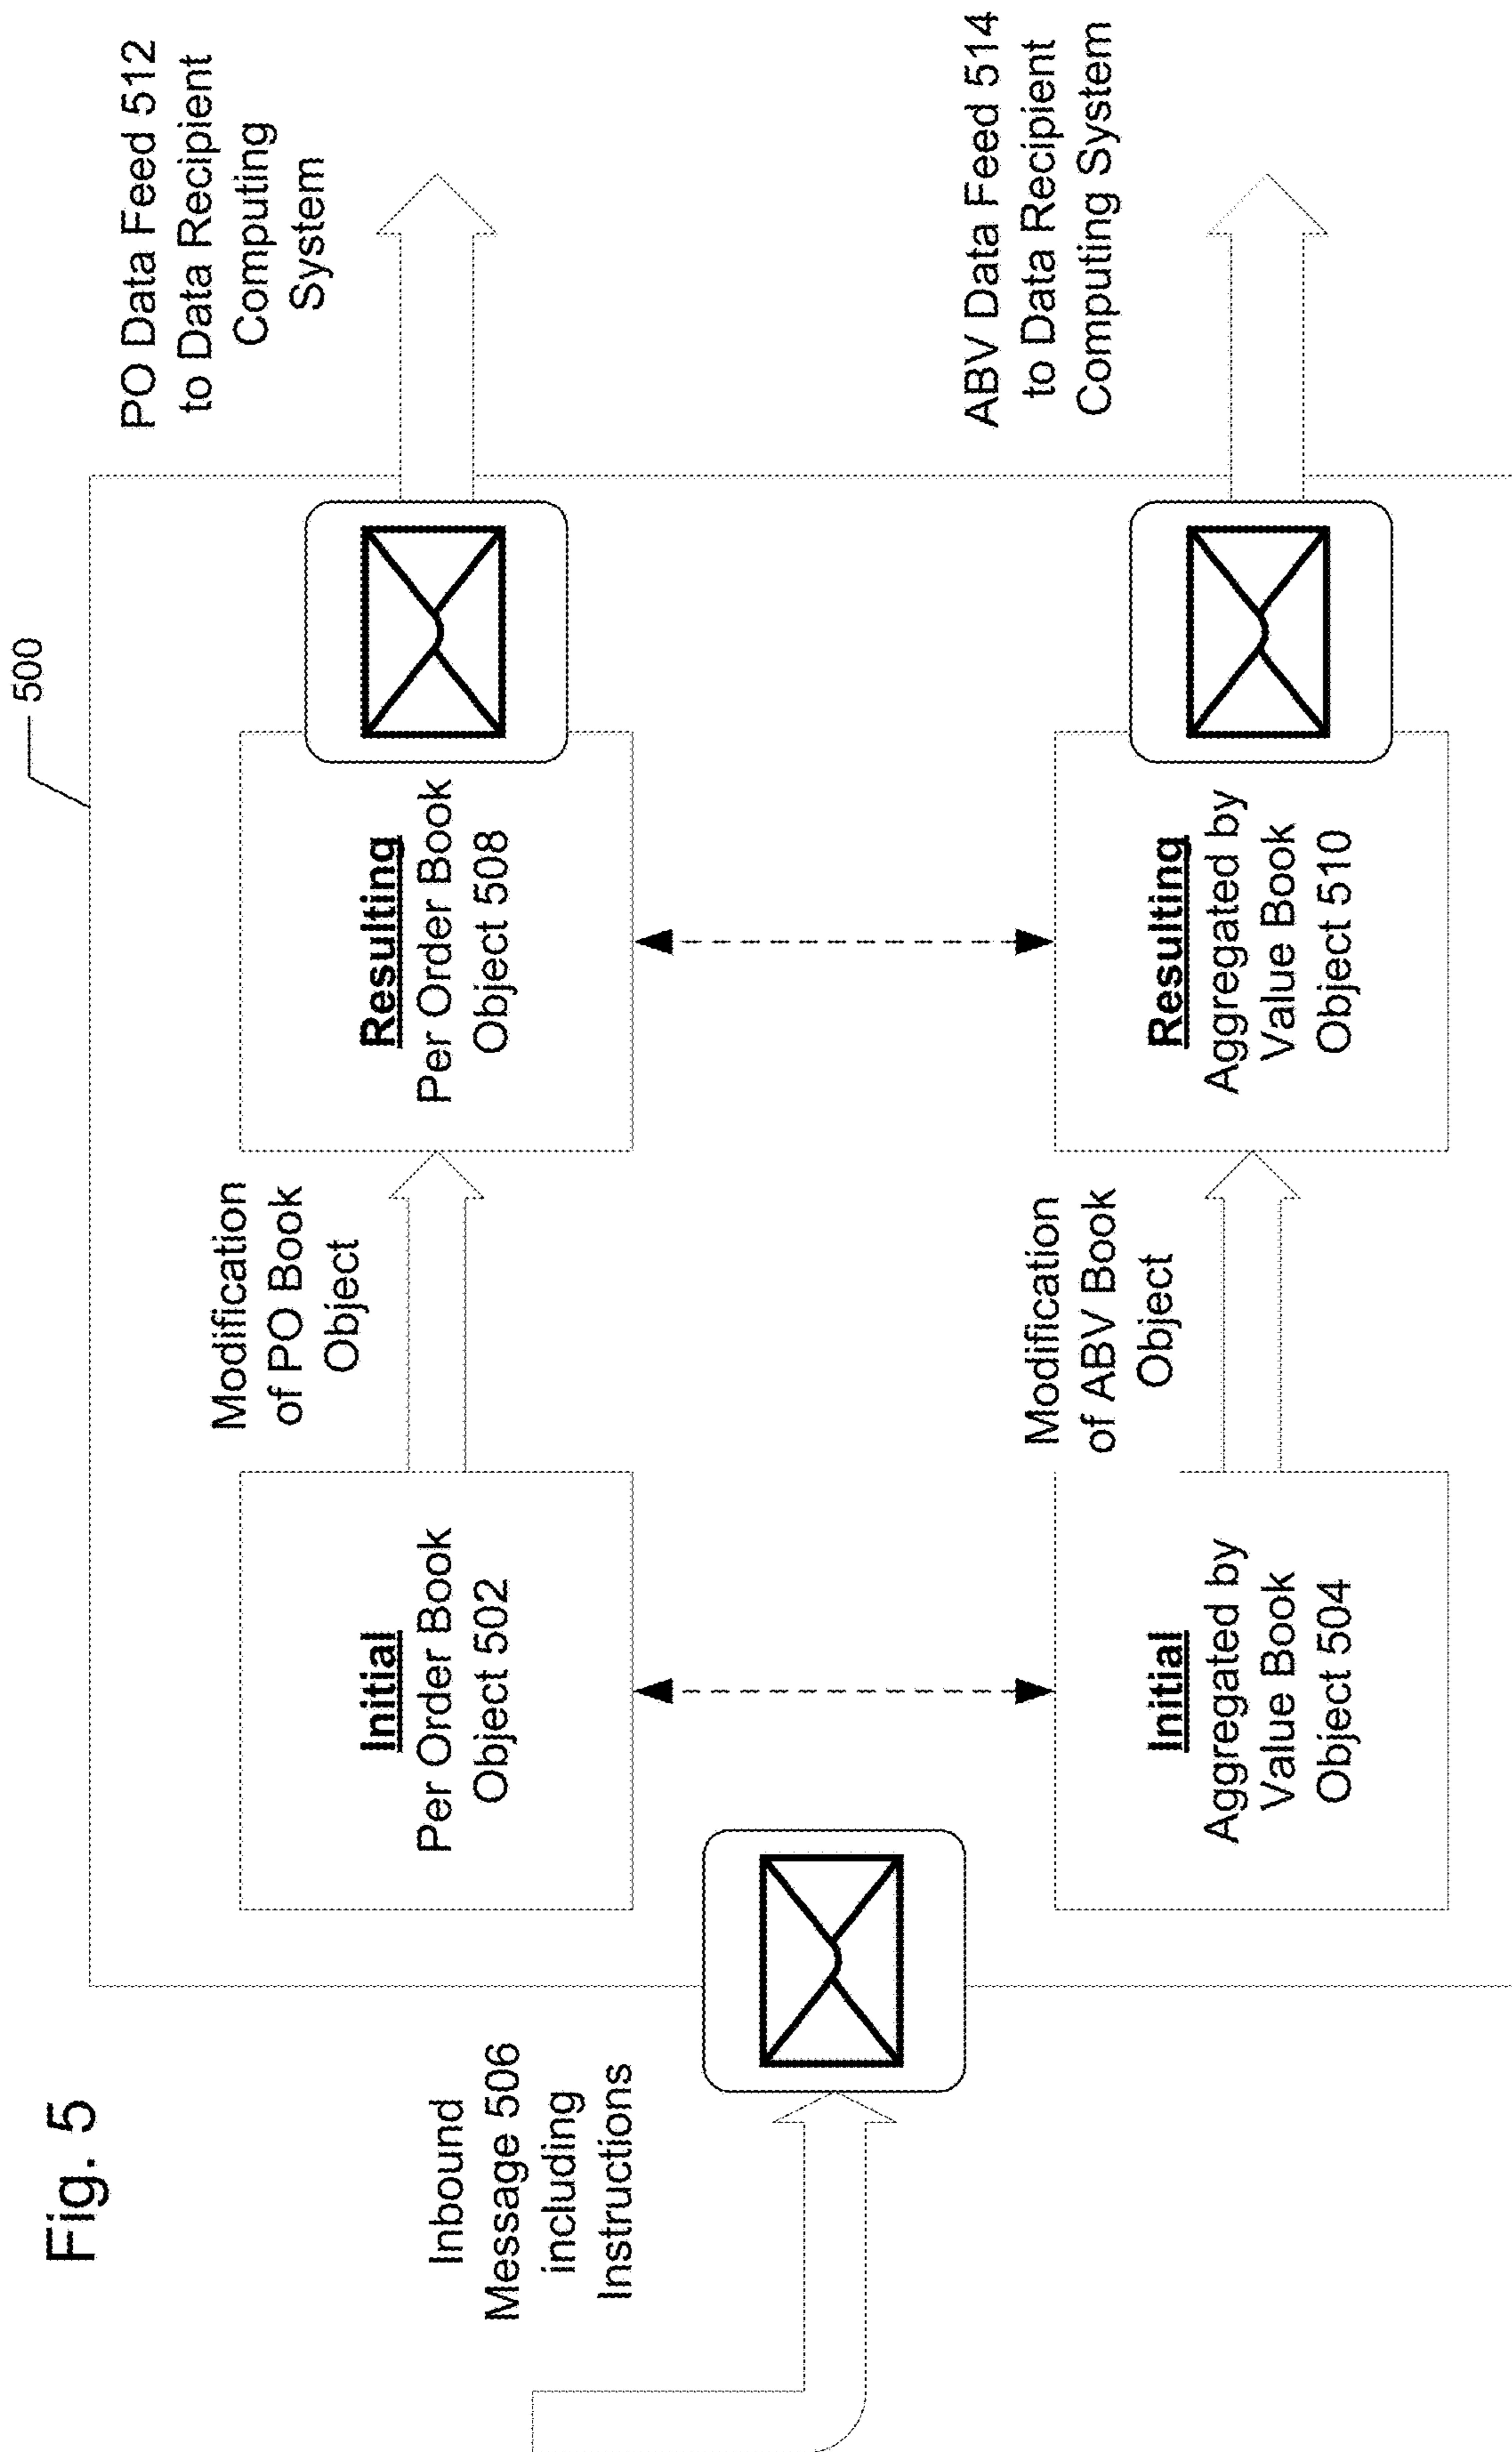 Fig. 5
500
Inbound
Message 506
including
Instructions
Initial
Per Order Book
Object 502
Modification
of PO Book
Object
Resulting
Per Order Book
Object 508
PO Data Feed 512
to Data Recipient
Computing
System
Initial
Aggregated by
Value Book
Object 504
Modification
of ABV Book
Object
Resulting
Aggregated by
Value Book
Object 510
ABV Data Feed 514
to Data Recipient
Computing System